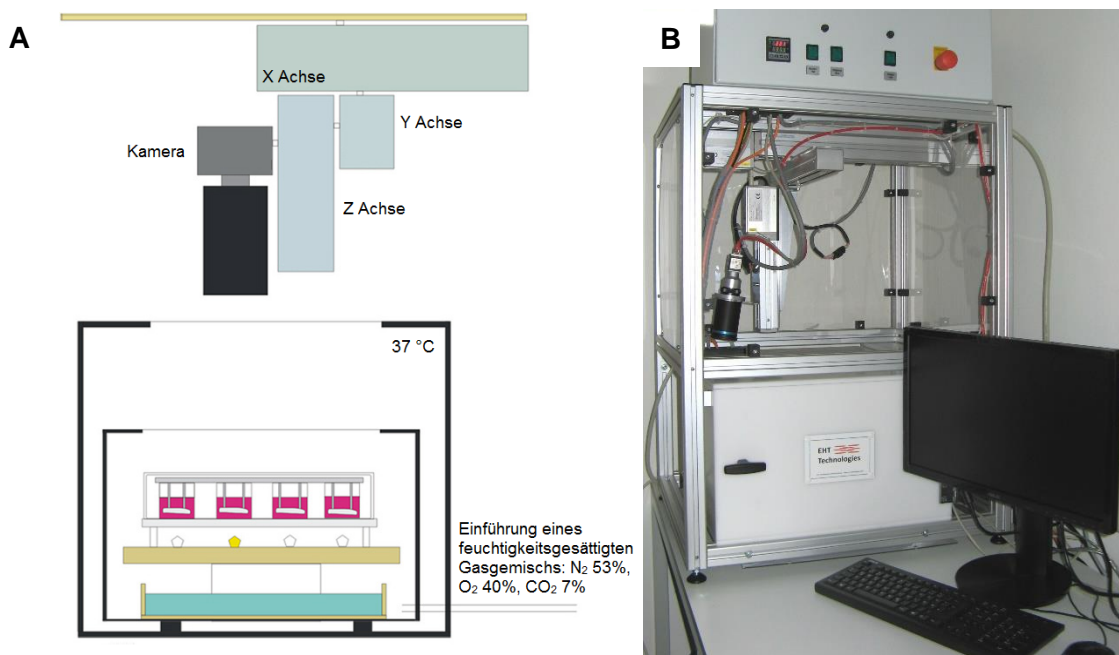 A
X Achse
Y Achse
Kamera
Z Achse
37 °C
Einführung eines
feuchtigkeitsgesättigten
Gasgemischs: N₂ 53%,
O₂ 40%, CO₂ 7%
B
EHT
Technologies